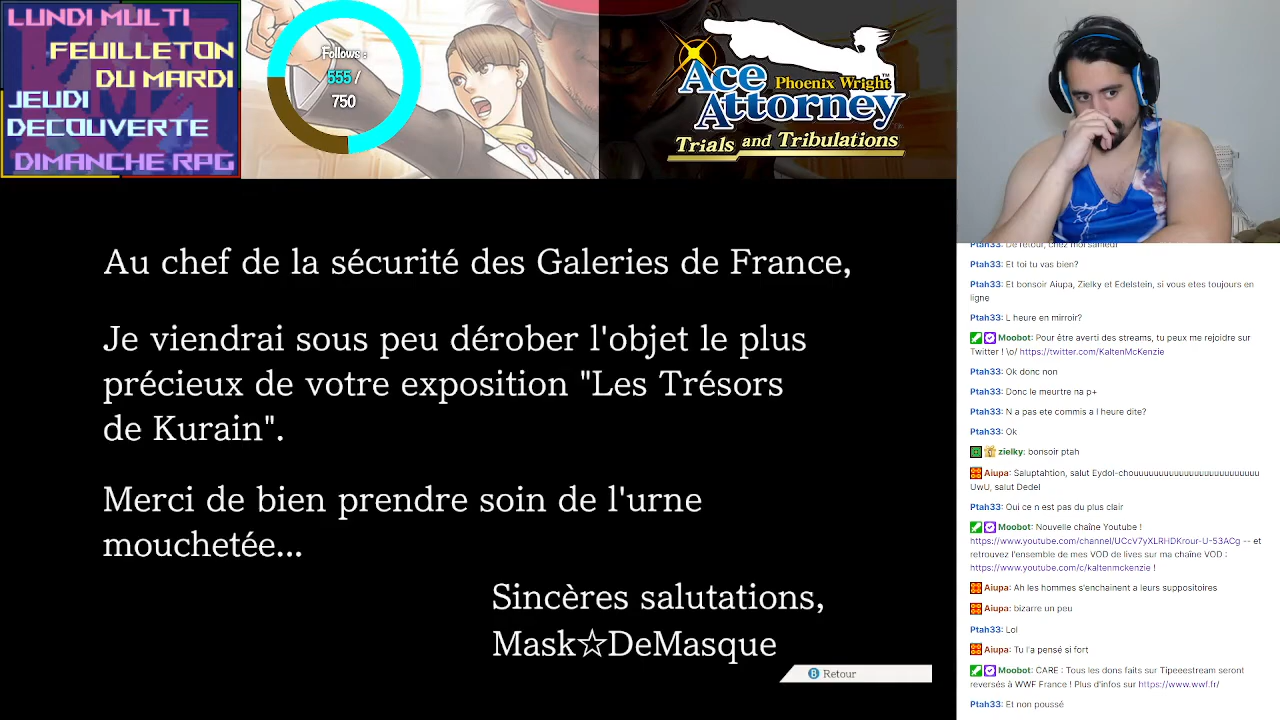 LUNDI MULTI
FEUILLETON
DU MARDI
JEUDI
DECOUVERTE
DIMANCHE RPG
Follows :
555 /
750
Phoenix Wright™
Ace
Attorney
Trials and Tribulations
Au chef de la sécurité des Galeries de France,
Je viendrai sous peu dérober l'objet le plus
précieux de votre exposition "Les Trésors
de Kurain".
Merci de bien prendre soin de l'urne
mouchetée...
Sincères salutations,
Mask☆DeMasque
B Retour
Ptah33: De retour, chez moi samedi
Ptah33: Et toi tu vas bien?
Ptah33: Et bonsoir Aiupa, Zielky et Edelstein, si vous etes toujours en
ligne
Ptah33: L heure en mirroir?
Moobot: Pour être averti des streams, tu peux me rejoidre sur
Twitter ! \o/ https://twitter.com/KaltenMcKenzie
Ptah33: Ok donc non
Ptah33: Donc le meurtre na p+
Ptah33: N a pas ete commis a l heure dite?
Ptah33: Ok
zielky: bonsoir ptah
Aiupa: Saluptahtion, salut Eydol-chouuuuuuuuuuuuuuuuuuuuuuuuu
UwU, salut Dedel
Ptah33: Oui ce n est pas du plus clair
Moobot: Nouvelle chaîne Youtube !
https://www.youtube.com/channel/UCcV7yXLRHDKrour-U-53ACg -- et
retrouvez l'ensemble de mes VOD de lives sur ma chaîne VOD :
https://www.youtube.com/c/kaltenmckenzie !
Aiupa: Ah les hommes s'enchainent a leurs suppositoires
Aiupa: bizarre un peu
Ptah33: Lol
Aiupa: Tu l'a pensé si fort
Moobot: CARE : Tous les dons faits sur Tipeeestream seront
reversés à WWF France ! Plus d'infos sur https://www.wwf.fr/
Ptah33: Et non poussé